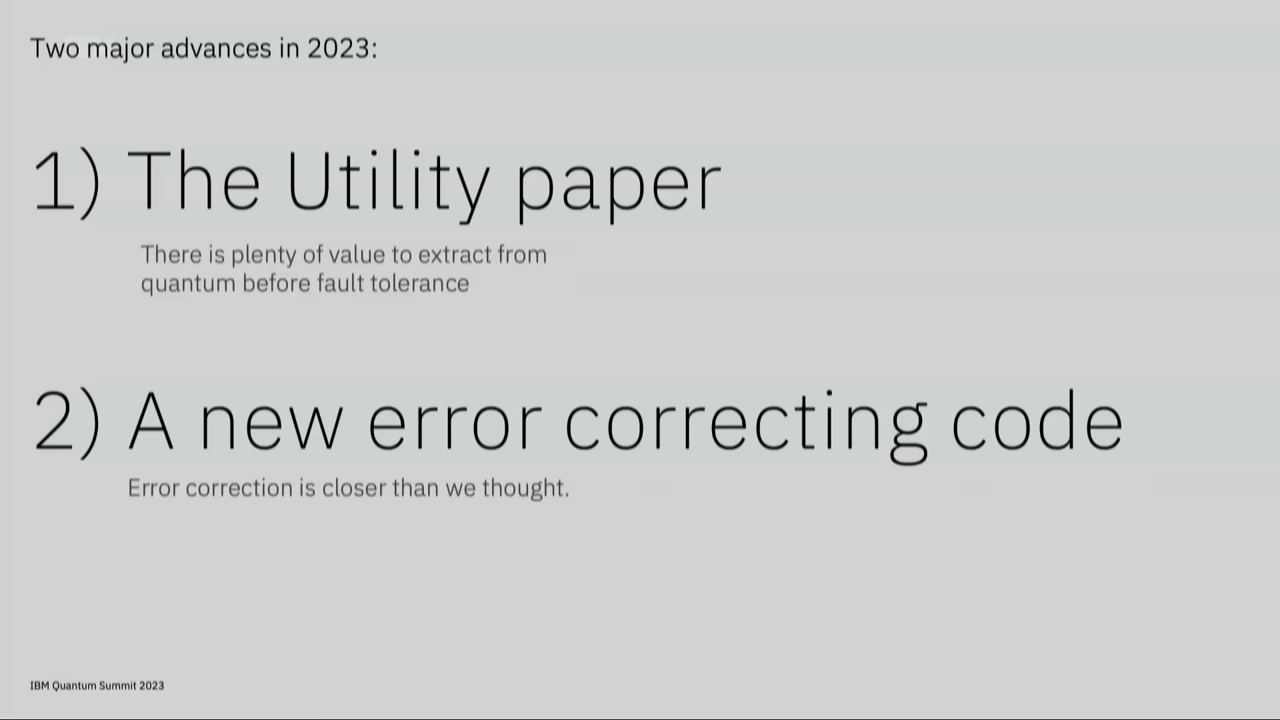 Two major advances in 2023:
1) The Utility paper
There is plenty of value to extract from
quantum before fault tolerance
2) A new error correcting code
Error correction is closer than we thought.
IBM Quantum Summit 2023